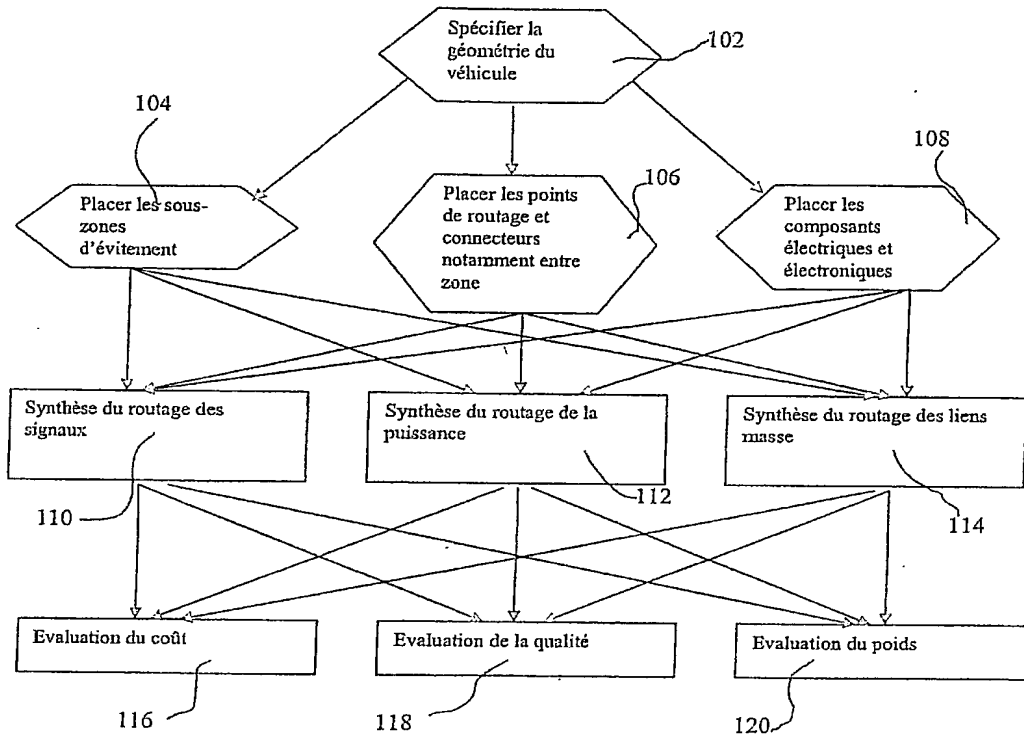 Spécifier la
géométrie du
véhicule
102
104
Placer les sous-
zones
d'évitement
106
Placer les points
de routage et
connecteurs
notamment entre
zone
108
Placer les
composants
électriques et
électroniques
Synthèse du routage des
signaux
110
Synthèse du routage de la
puissance
112
Synthèse du routage des liens
masse
114
Evaluation du coût
116
Evaluation de la qualité
118
Evaluation du poids
120